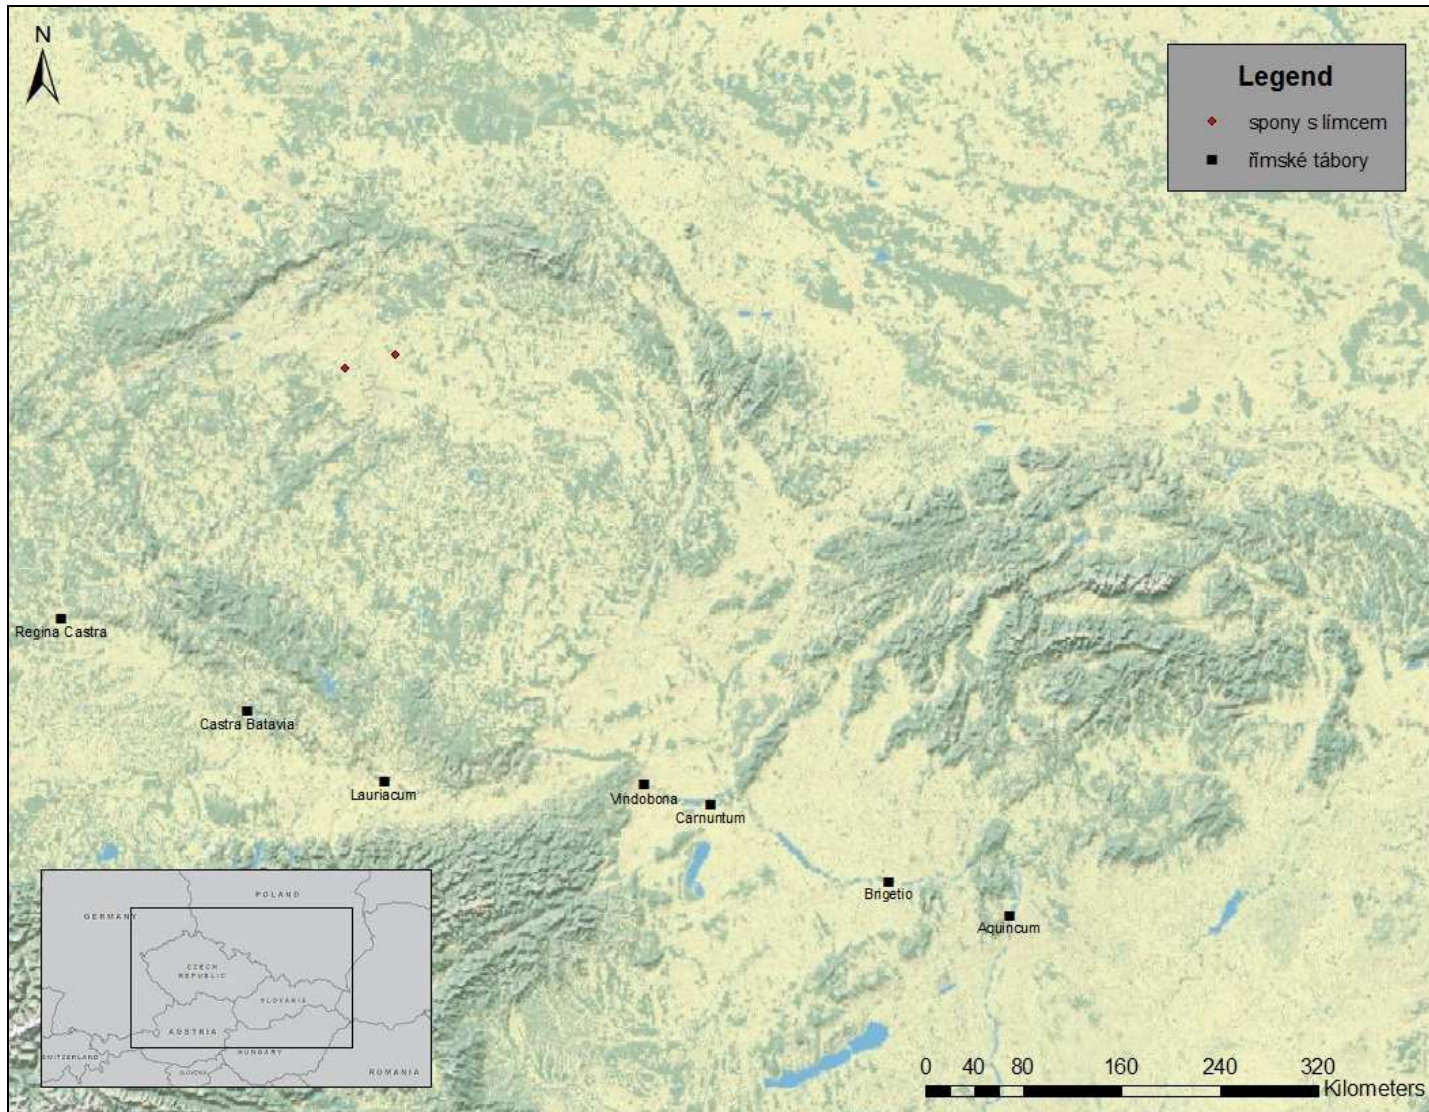 N
Legend
spony s límcem
římské tábory
Regina Castra
Castra Batavia
Lauriacum
Vindobona
Carnuntum
Brigetio
Aquincum
POLAND
GERMANY
CZECH
REPUBLIC
SLOVAKIA
AUSTRIA
SWITZERLAND
HUNGARY
SLOVENIA
ROMANIA
0 40 80 160 240 320
Kilometers